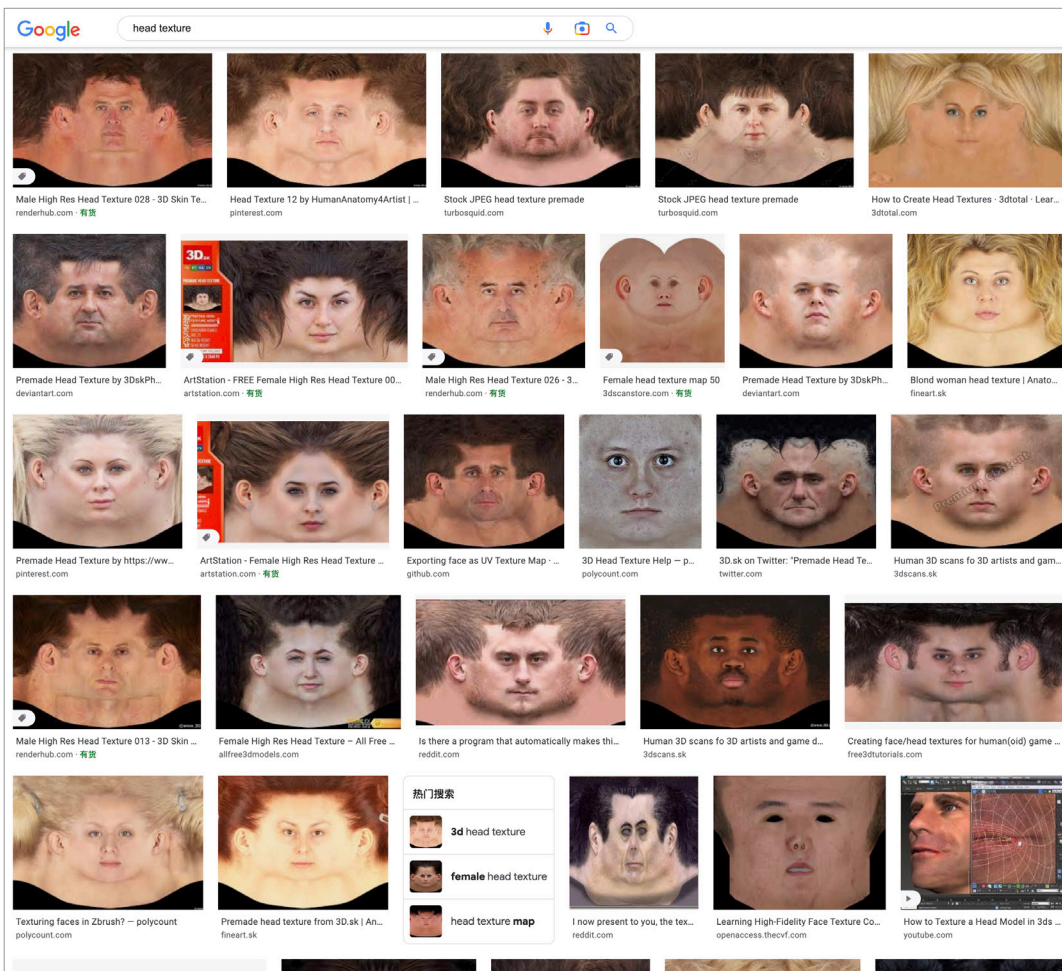 Google
head texture
Male High Res Head Texture 028 - 3D Skin Te...
renderhub.com · 有货
Head Texture 12 by HumanAnatomy4Artist | ...
pinterest.com
Stock JPEG head texture premade
turbosquid.com
Stock JPEG head texture premade
turbosquid.com
How to Create Head Textures · 3dtotal · Lear...
3dtotal.com
3D.sk
Premade Head Texture by 3DskPh...
deviantart.com
ArtStation - FREE Female High Res Head Texture 00...
artstation.com · 有货
Male High Res Head Texture 026 - 3...
renderhub.com · 有货
Female head texture map 50
3dscanstore.com · 有货
Premade Head Texture by 3DskPh...
deviantart.com
Blond woman head texture | Anato...
fineart.sk
Premade Head Texture by https://ww...
pinterest.com
ArtStation - Female High Res Head Texture ...
artstation.com · 有货
Exporting face as UV Texture Map · ...
github.com
3D Head Texture Help — p...
polycount.com
3D.sk on Twitter: "Premade Head Te...
twitter.com
Human 3D scans fo 3D artists and gam...
3dscans.sk
Male High Res Head Texture 013 - 3D Skin ...
renderhub.com · 有货
Female High Res Head Texture – All Free ...
allfree3dmodels.com
Is there a program that automatically makes thi...
reddit.com
Human 3D scans fo 3D artists and game d...
3dscans.sk
Creating face/head textures for human(oid) game ...
free3dtutorials.com
热门搜索
3d head texture
female head texture
head texture map
Texturing faces in Zbrush? — polycount
polycount.com
Premade head texture from 3D.sk | An...
fineart.sk
I now present to you, the tex...
reddit.com
Learning High-Fidelity Face Texture Co...
openaccess.thecvf.com
How to Texture a Head Model in 3ds ...
youtube.com